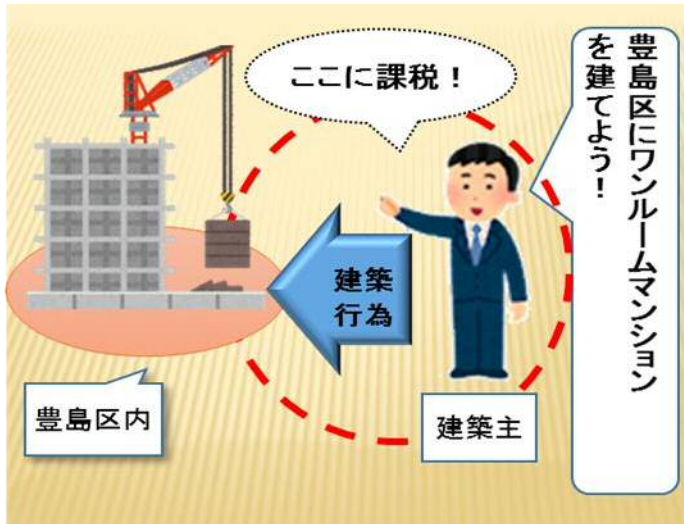 豊島区にワンルームマンション
を建てよう！
ここに課税！
建築
行為
豊島区内
建築主